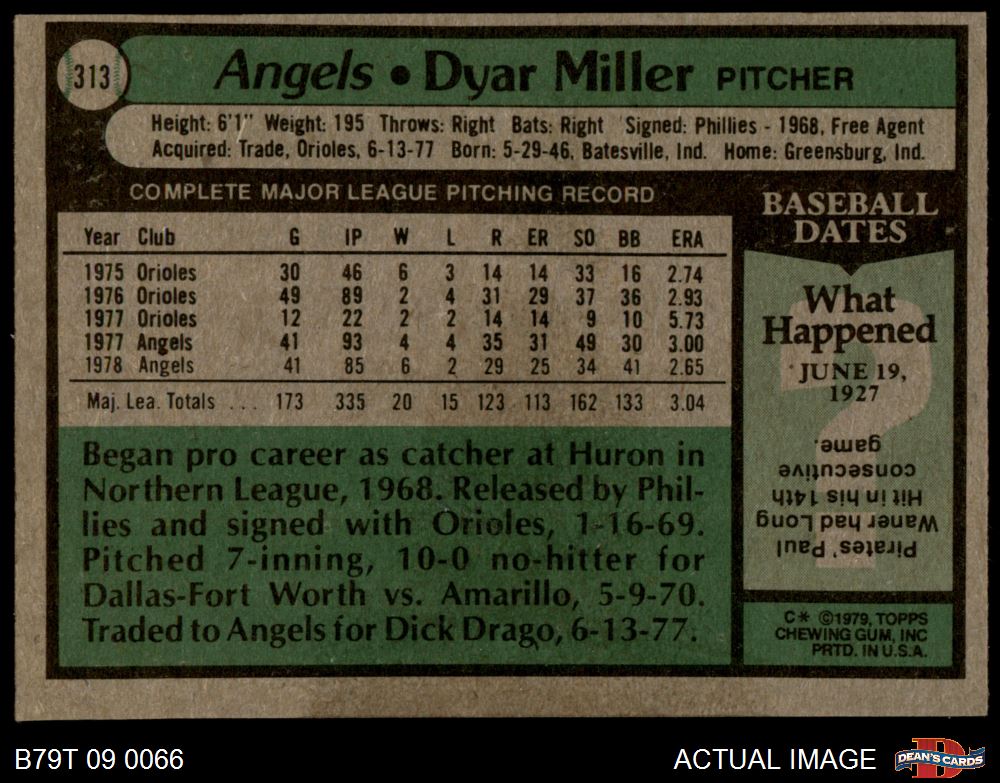 313
Angels • Dyar Miller PITCHER
Height: 6'1" Weight: 195 Throws: Right Bats: Right Signed: Phillies - 1968, Free Agent
Acquired: Trade, Orioles, 6-13-77 Born: 5-29-46, Batesville, Ind. Home: Greensburg, Ind.
COMPLETE MAJOR LEAGUE PITCHING RECORD
Year Club G IP W L R ER SO BB ERA
1975 Orioles 30 46 6 3 14 14 33 16 2.74
1976 Orioles 49 89 2 4 31 29 37 36 2.93
1977 Orioles 12 22 2 2 14 14 9 10 5.73
1977 Angels 41 93 4 4 35 31 49 30 3.00
1978 Angels 41 85 6 2 29 25 34 41 2.65
Maj. Lea. Totals ... 173 335 20 15 123 113 162 133 3.04
Began pro career as catcher at Huron in
Northern League, 1968. Released by Phil-
lies and signed with Orioles, 1-16-69.
Pitched 7-inning, 10-0 no-hitter for
Dallas-Fort Worth vs. Amarillo, 5-9-70.
Traded to Angels for Dick Drago, 6-13-77.
BASEBALL
DATES
What
Happened
JUNE 19,
1927
Pirates' Paul
Waner had Long
Hit in his 14th
consecutive
game.
C* ©1979, TOPPS
CHEWING GUM, INC
PRTD. IN U.S.A.
B79T 09 0066
ACTUAL IMAGE
DEAN'S CARDS